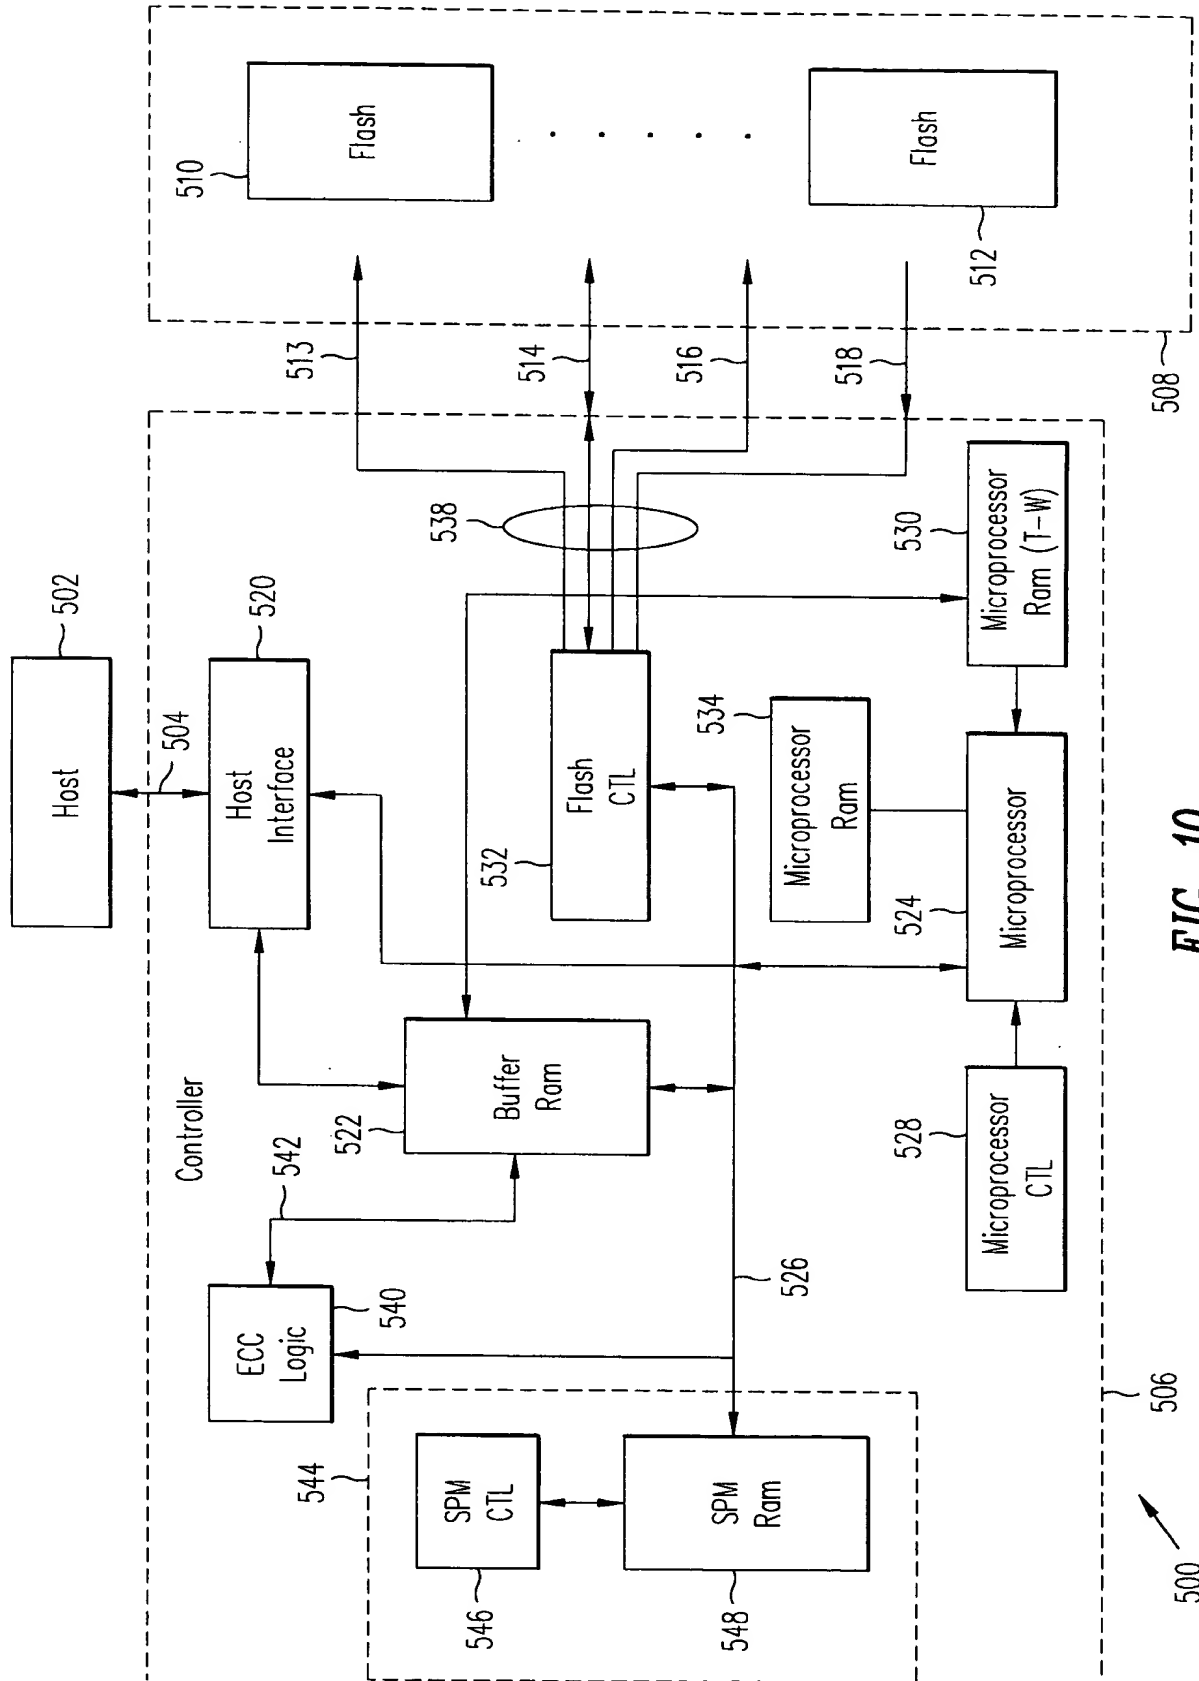 Host
502
504
Controller
510
Flash
ECC
Logic
540
542
Host
Interface
520
513
544
SPM
CTL
546
522
Buffer
Ram
538
514
532
Flash
CTL
516
548
SPM
Ram
526
534
Microprocessor
Ram
518
Flash
512
528
Microprocessor
CTL
524
Microprocessor
530
Microprocessor
Ram (T-W)
506
508
500
FIG. 10